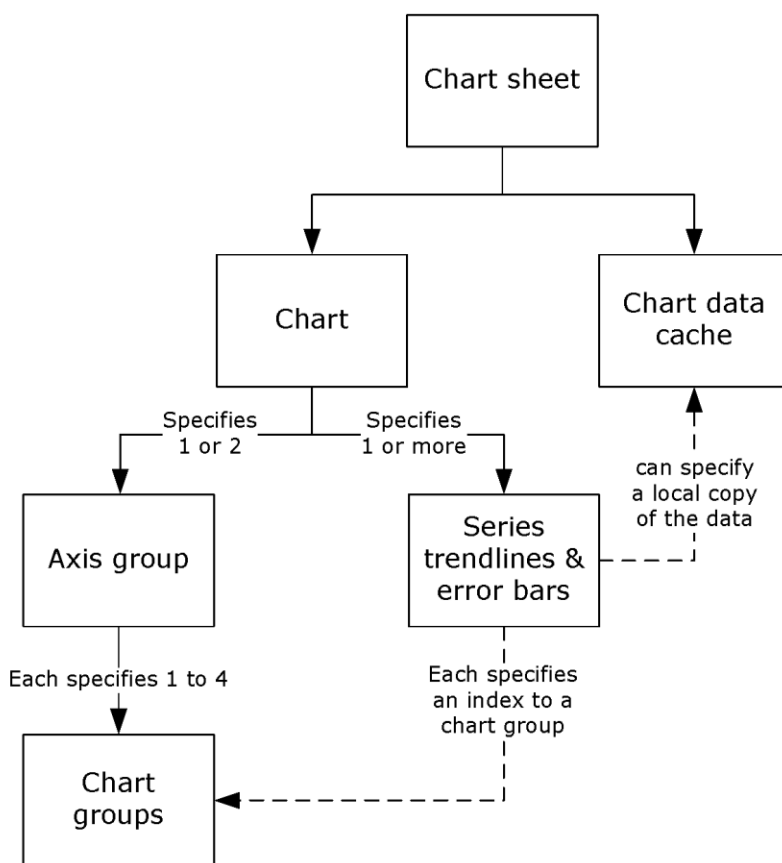 Chart sheet
Chart
Chart data
cache
Specifies
1 or 2
Specifies
1 or more
can specify
a local copy
of the data
Axis group
Series
trendlines &
error bars
Each specifies 1 to 4
Each specifies
an index to a
chart group
Chart
groups